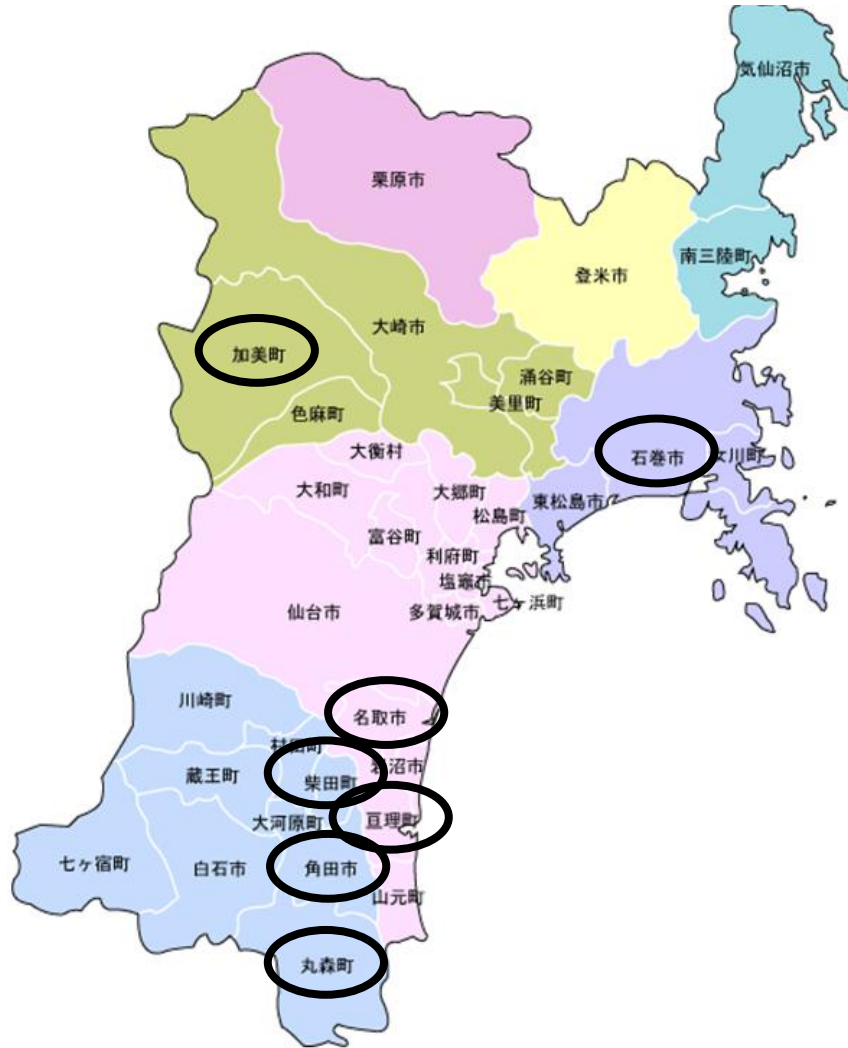 気仙沼市
栗原市
南三陸町
登米市
大崎市
加美町
涌谷町
美里町
色麻町
大衡村
石巻市
女川町
大和町
大郷町
東松島市
松島町
富谷町
利府町
塩竈市
七ヶ浜町
仙台市
多賀城市
川崎町
名取市
村田町
岩沼市
蔵王町
柴田町
大河原町
亘理町
七ヶ宿町
白石市
角田市
山元町
丸森町